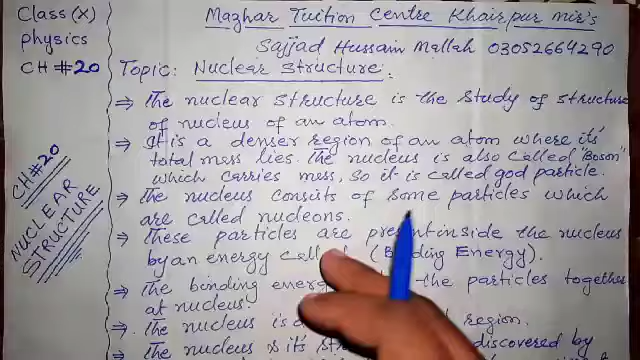 Class (X)
physics
CH #20
Mazhar Tuition Centre Khairpur mir's
Sajjad Hussain Mallah 03052664290
Topic: Nuclear Structure.
⇒ The nuclear structure is the study of structure
of nucleus of an atom.
⇒ It is a denser region of an atom where it's
total mass lies. The nucleus is also called "Boson"
which carries mass, so it is called god particle.
⇒ The nucleus consists of some particles which
are called nucleons.
⇒ These particles are present inside the nucleus
by an energy called (Binding Energy).
⇒ The binding energy the particles together
at nucleus.
⇒ The nucleus is region.
⇒ The nucleus & it's discovered by
CH #20
NUCLEAR
STRUCTURE